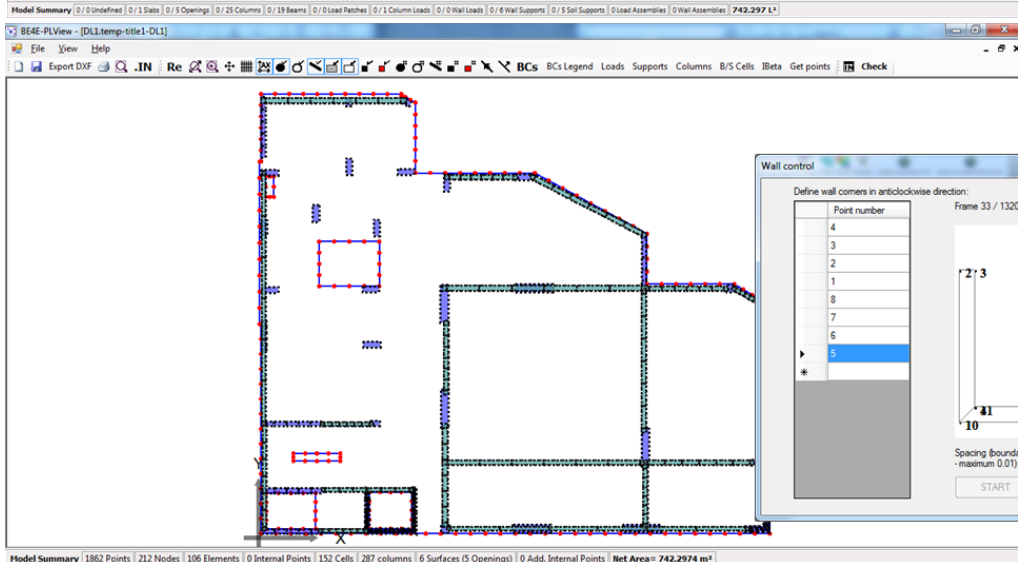 Model Summary 0 / 0 Undefined 0 / 1 Slabs 0 / 5 Openings 0 / 25 Columns 0 / 19 Beams 0 / 0 Load Patches 0 / 1 Column Loads 0 / 0 Wall Loads 0 / 6 Wall Supports 0 / 5 Soil Supports 0 Load Assembles 0 Wall Assembles 742.297 L²
BE4E-PLView - [DL1.temp-title1-DL1]
File View Help
Export DXF .IN Re BCs BCs Legend Loads Supports Columns B/S Cells IBeta Get points IN Check
Wall control
Define wall corners in anticlockwise direction:
Point number
Frame 33 / 1320
4
3
2
1
8
7
6
5
2 3
10
Spacing (bounda
- maximum 0.01)
START
Y
X
Model Summary 1862 Points 212 Nodes 106 Elements 0 Internal Points 152 Cells 287 columns 6 Surfaces (5 Openings) 0 Add. Internal Points Net Area= 742.2974 m²